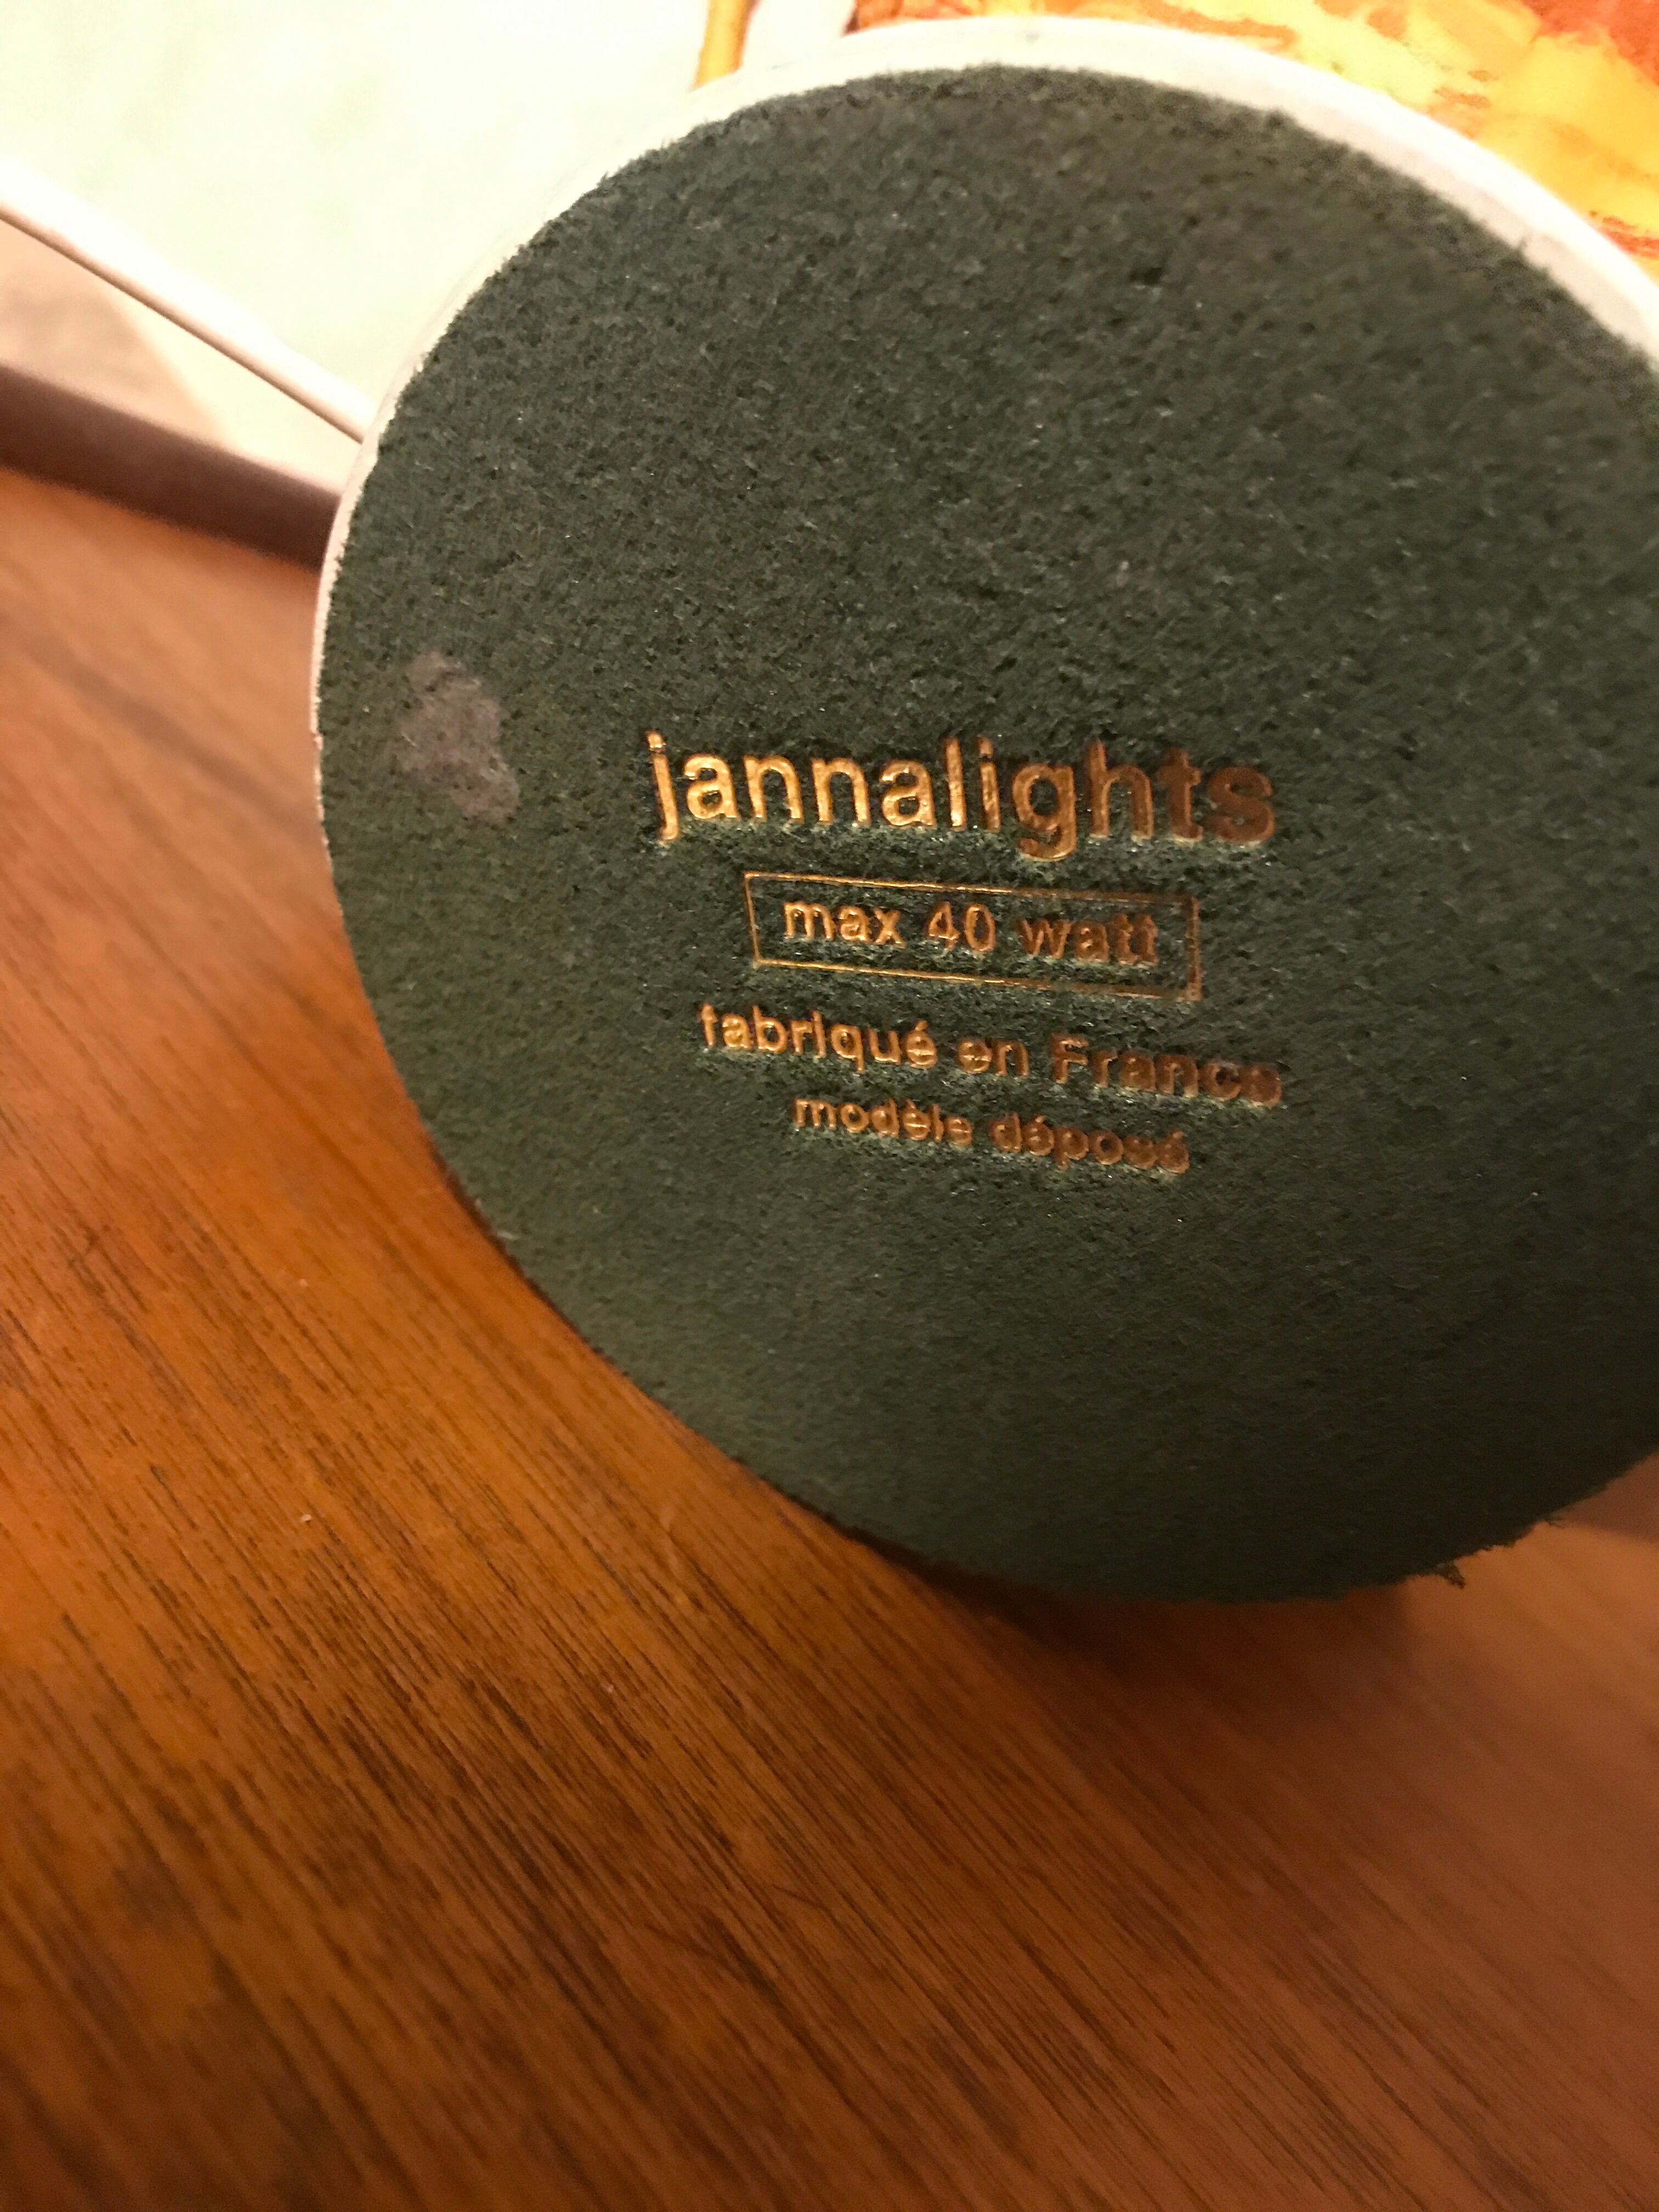 jannalights
max 40 watt
fabriqué en France
modèle déposé